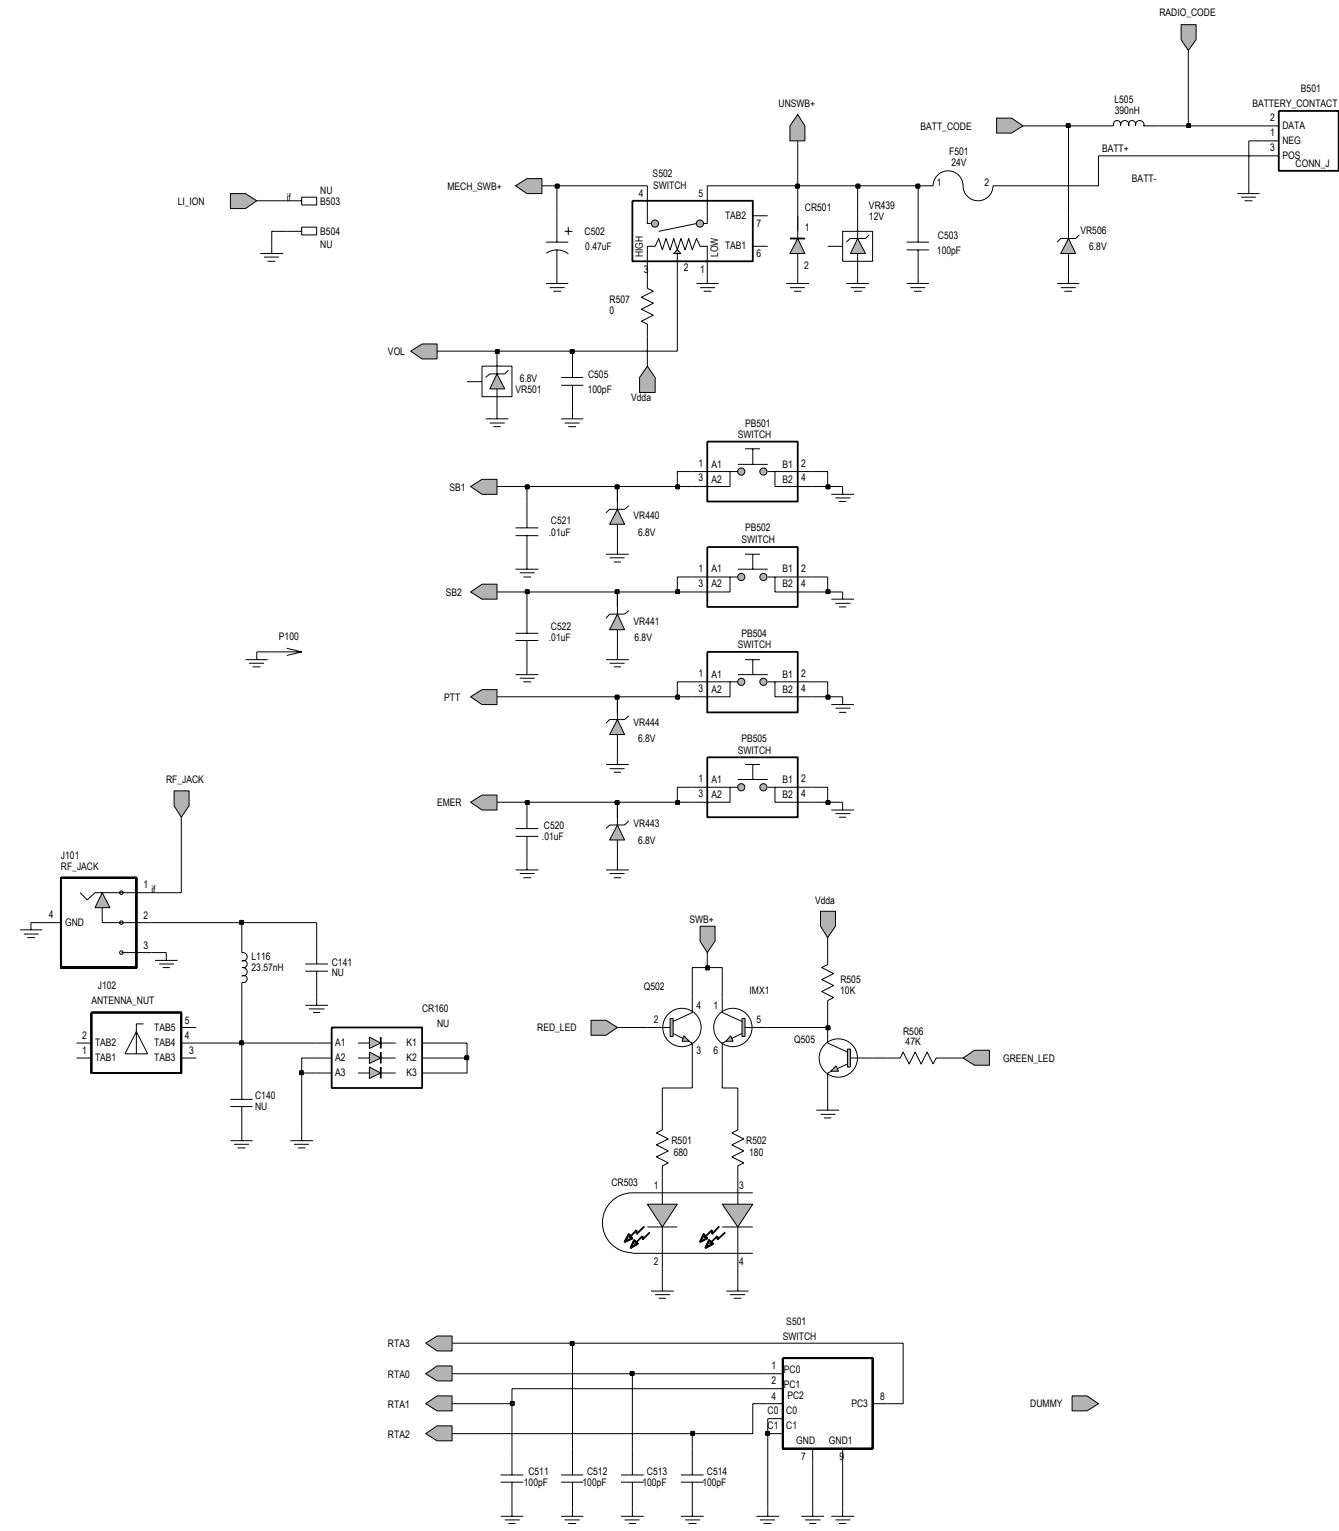 RADIO_CODE
B501
BATTERY_CONTACT
L505
390nH
UNSWB+
BATT_CODE
2 DATA
1 NEG
3 POS
CONN_J
BATT+
BATT-
F501
24V
1 2
S502
SWITCH
MECH_SWB+
4 5
LI_ION
if
NU
B503
B504
NU
C502
+
0.47uF
HIGH
LOW
TAB2
7
TAB1
6
3 2 1
CR501
1
2
VR439
12V
C503
100pF
VR506
6.8V
R507
0
VOL
6.8V
VR501
C505
100pF
Vdda
PB501
SWITCH
1 A1 B1 2
3 A2 B2 4
SB1
C521
.01uF
VR440
6.8V
PB502
SWITCH
1 A1 B1 2
3 A2 B2 4
SB2
C522
.01uF
VR441
6.8V
P100
PB504
SWITCH
1 A1 B1 2
3 A2 B2 4
PTT
VR444
6.8V
PB505
SWITCH
1 A1 B1 2
3 A2 B2 4
EMER
C520
.01uF
VR443
6.8V
RF_JACK
J101
RF_JACK
1 if
4 GND 2
3
L116
23.57nH
C141
NU
J102
ANTENNA_NUT
TAB5 5
2 TAB2 TAB4 4
1 TAB1 TAB3 3
CR160
NU
A1 K1
A2 K2
A3 K3
C140
NU
SWB+
Vdda
R505
10K
Q502
IMX1
4 1
RED_LED
2 5
3 6
Q505
R506
47K
GREEN_LED
R501
680
R502
180
CR503
1 3
2 4
S501
SWITCH
RTA3
RTA0
RTA1
RTA2
1 PC0
2 PC1
4 PC2
C0 C0
C1 C1
PC3 8
GND GND1
7 9
DUMMY
C511
100pF
C512
100pF
C513
100pF
C514
100pF